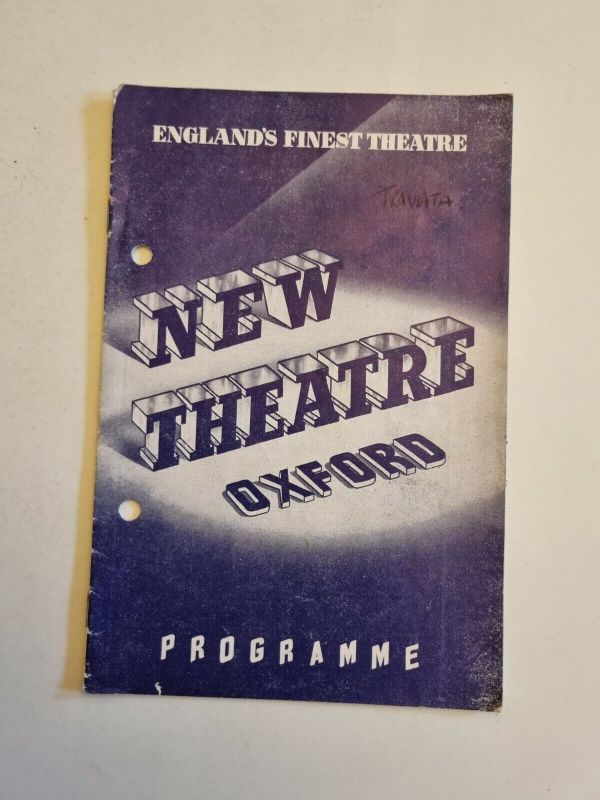 ENGLAND'S FINEST THEATRE
TRAVIATA
NEW
THEATRE
OXFORD
PROGRAMME